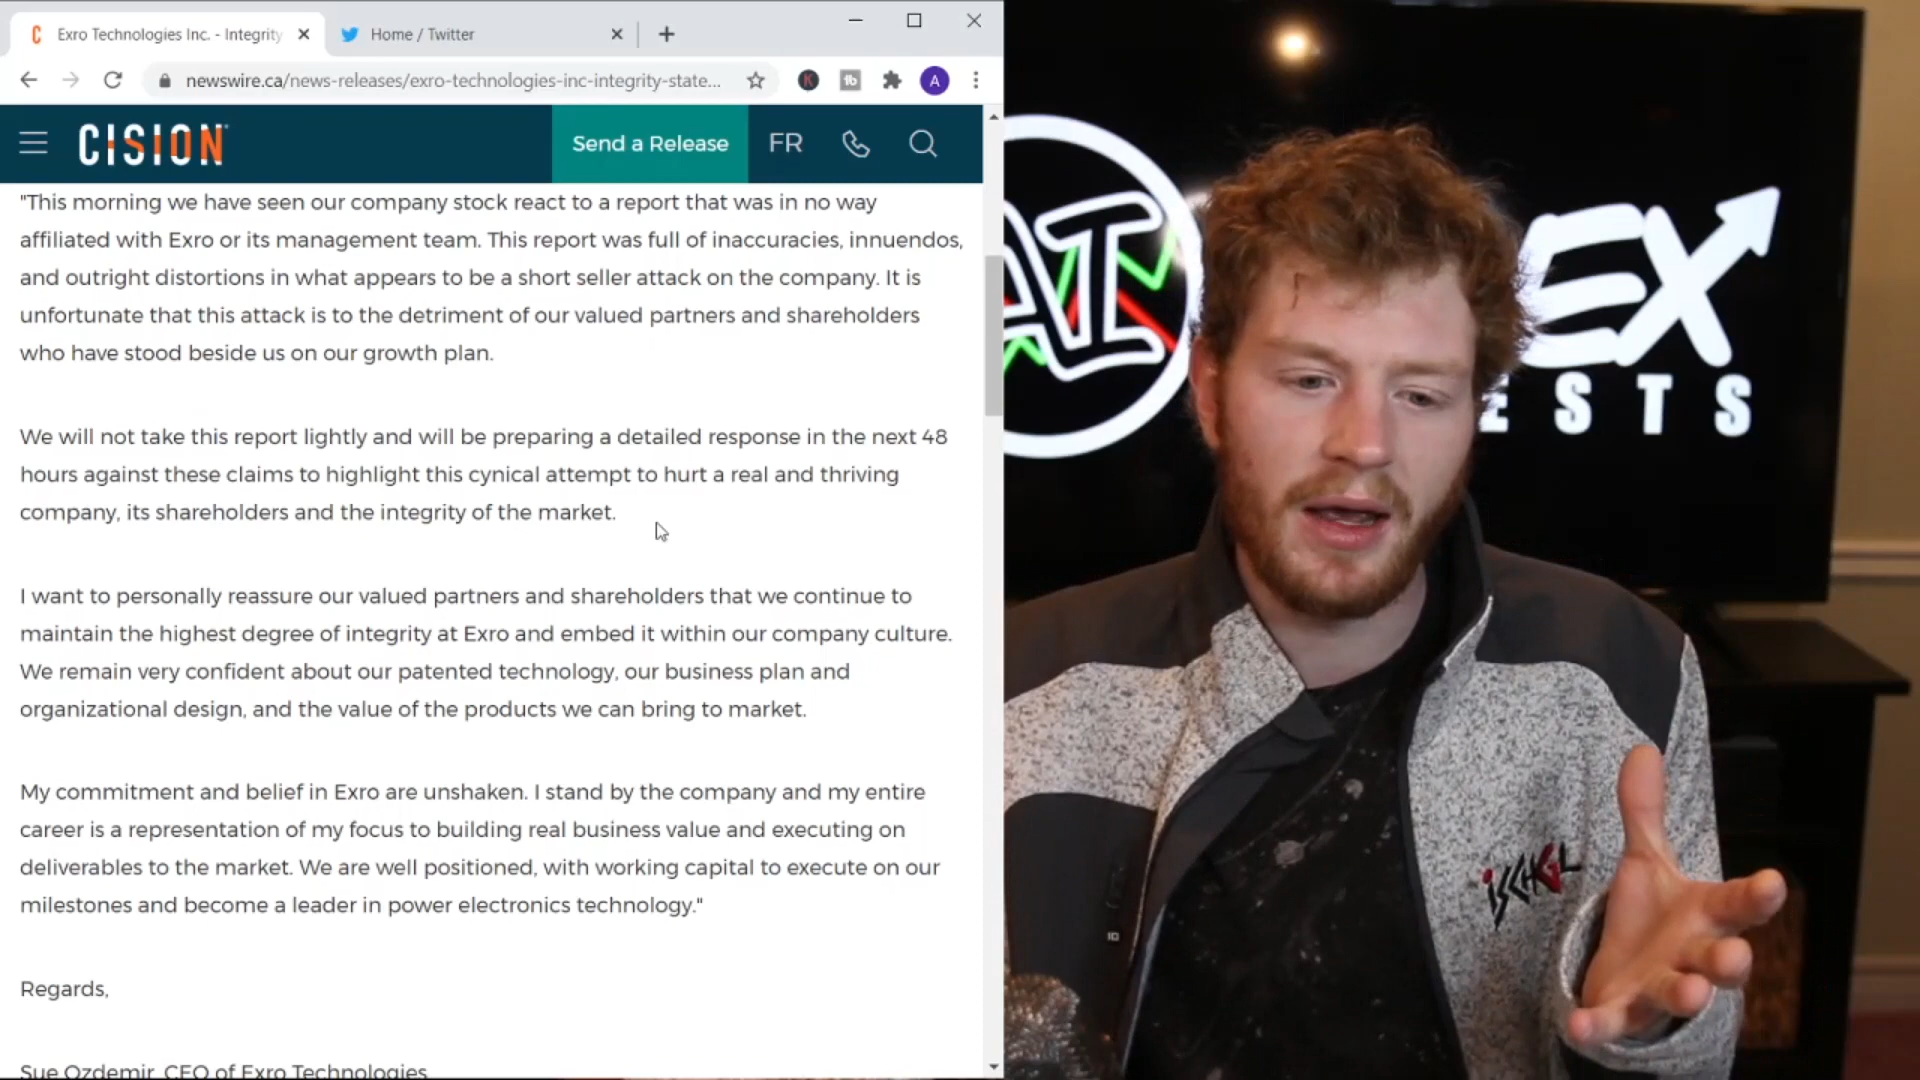 Exro Technologies Inc. - Integrity
Home / Twitter
newswire.ca/news-releases/exro-technologies-inc-integrity-state...
A
CISION
Send a Release
FR
"This morning we have seen our company stock react to a report that was in no way
affiliated with Exro or its management team. This report was full of inaccuracies, innuendos,
and outright distortions in what appears to be a short seller attack on the company. It is
unfortunate that this attack is to the detriment of our valued partners and shareholders
who have stood beside us on our growth plan.
We will not take this report lightly and will be preparing a detailed response in the next 48
hours against these claims to highlight this cynical attempt to hurt a real and thriving
company, its shareholders and the integrity of the market.
I want to personally reassure our valued partners and shareholders that we continue to
maintain the highest degree of integrity at Exro and embed it within our company culture.
We remain very confident about our patented technology, our business plan and
organizational design, and the value of the products we can bring to market.
My commitment and belief in Exro are unshaken. I stand by the company and my entire
career is a representation of my focus to building real business value and executing on
deliverables to the market. We are well positioned, with working capital to execute on our
milestones and become a leader in power electronics technology."
Regards,
Sue Ozdemir, CEO of Exro Technologies
AI
EX
ESTS
ISCHGL